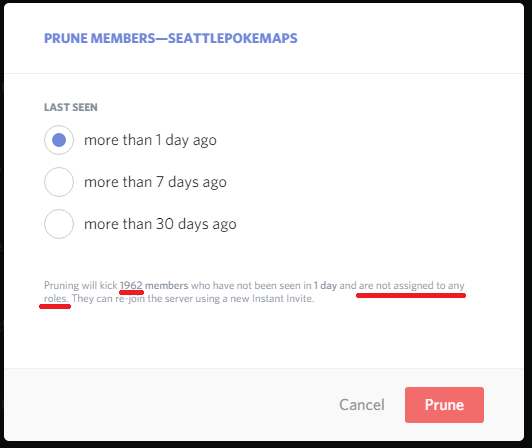 PRUNE MEMBERS—SEATTLEPOKEMAPS
LAST SEEN
more than 1 day ago
more than 7 days ago
more than 30 days ago
Pruning will kick 1962 members who have not been seen in 1 day and are not assigned to any
roles. They can re-join the server using a new Instant Invite.
Cancel
Prune